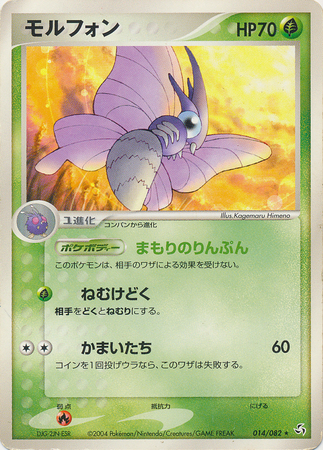 モルフォン HP70
Illus.Kagemaru Himeno
1進化 コンパンから進化
ポケボディー まもりのりんぷん
このポケモンは、相手のワザによる効果を受けない。
ねむけどく
相手をどくとねむりにする。
かまいたち 60
コインを1回投げウラなら、このワザは失敗する。
弱点 抵抗力 にげる
©2004 Pokémon/Nintendo/Creatures/GAME FREAK. 014/082 ★